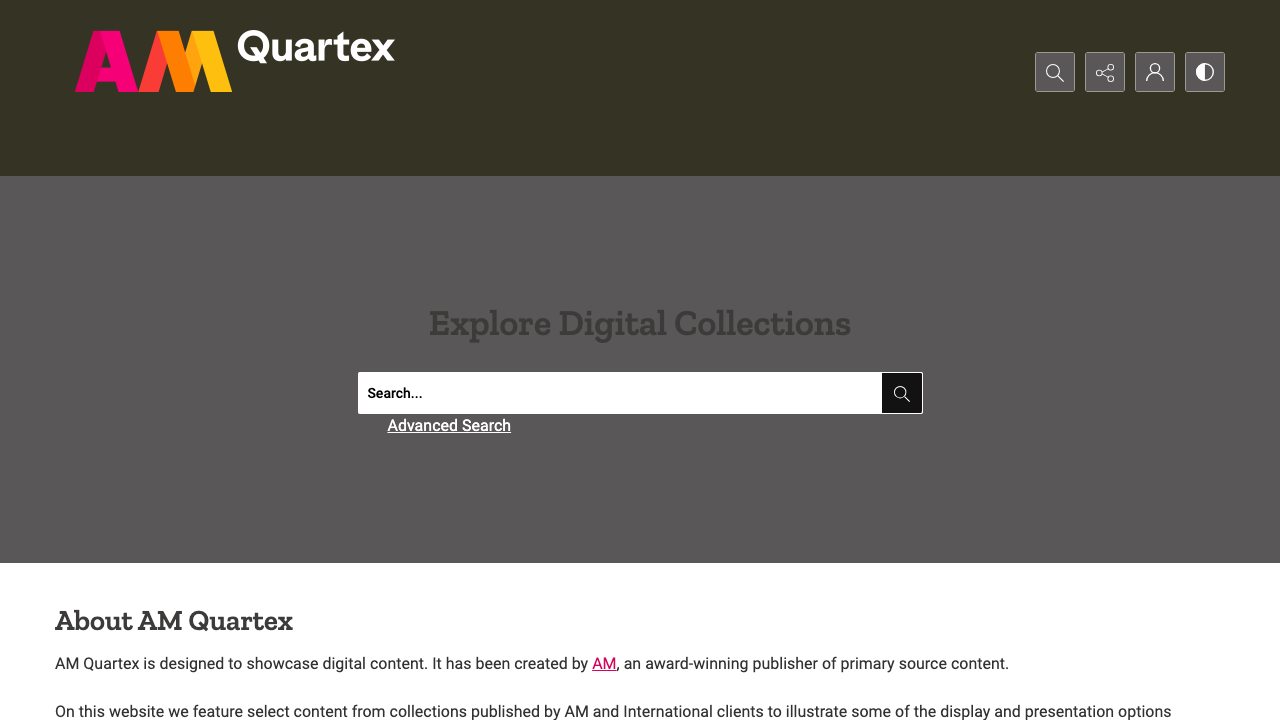 AM Quartex
Explore Digital Collections
Search...
Advanced Search
About AM Quartex
AM Quartex is designed to showcase digital content. It has been created by AM, an award-winning publisher of primary source content.
On this website we feature select content from collections published by AM and International clients to illustrate some of the display and presentation options